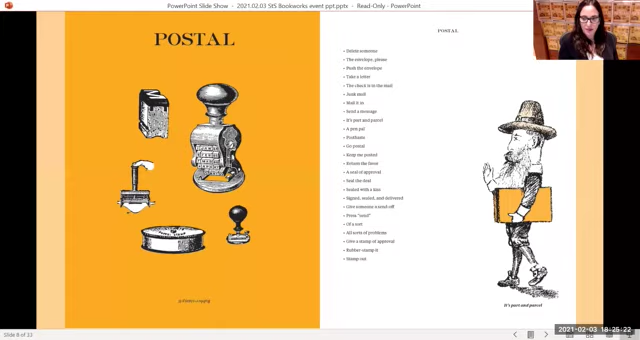 PowerPoint Slide Show - 2021.02.03 StS Bookworks event ppt.pptx - Read-Only - PowerPoint
POSTAL
POSTAL
• Delete someone
• The envelope, please
• Push the envelope
• Take a letter
• The check is in the mail
• Junk mail
• Mail it in
• Send a message
• It's part and parcel
• A pen pal
• Posthaste
• Go postal
• Keep me posted
• Return the favor
• A seal of approval
• Seal the deal
• Sealed with a kiss
• Signed, sealed, and delivered
• Give someone a send-off
• Press "send"
• Of a sort
• All sorts of problems
• Give a stamp of approval
• Rubber stamp it
• Stamp out
It's part and parcel
Slide 8 of 33
2021-02-03 18:25:22